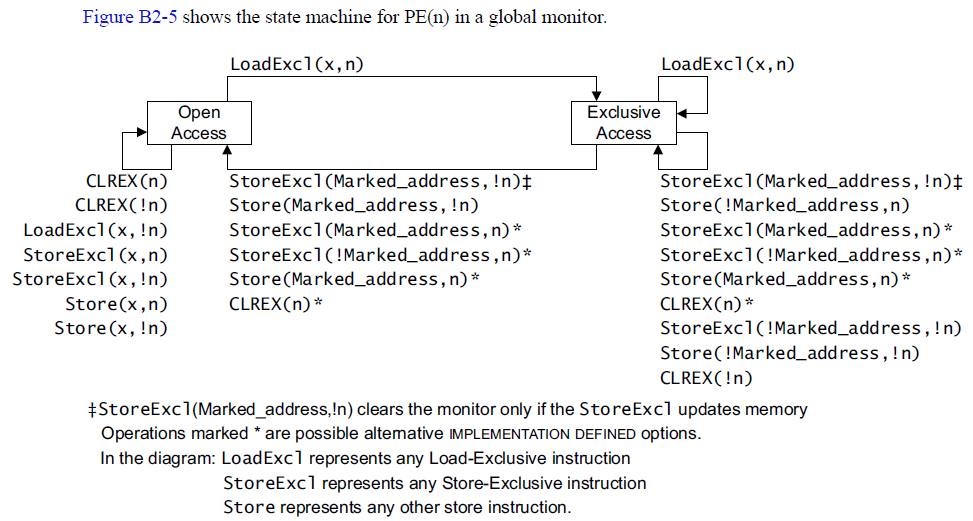 Figure B2-5 shows the state machine for PE(n) in a global monitor.
LoadExcl(x,n)
LoadExcl(x,n)
Open
Access
Exclusive
Access
CLREX(n)
CLREX(!n)
LoadExcl(x,!n)
StoreExcl(x,n)
StoreExcl(x,!n)
Store(x,n)
Store(x,!n)
StoreExcl(Marked_address,!n)‡
Store(Marked_address,!n)
StoreExcl(Marked_address,n)*
StoreExcl(!Marked_address,n)*
Store(Marked_address,n)*
CLREX(n)*
StoreExcl(Marked_address,!n)‡
Store(!Marked_address,n)
StoreExcl(Marked_address,n)*
StoreExcl(!Marked_address,n)*
Store(Marked_address,n)*
CLREX(n)*
StoreExcl(!Marked_address,!n)
Store(!Marked_address,!n)
CLREX(!n)
‡StoreExcl(Marked_address,!n) clears the monitor only if the StoreExcl updates memory
Operations marked * are possible alternative IMPLEMENTATION DEFINED options.
In the diagram: LoadExcl represents any Load-Exclusive instruction
StoreExcl represents any Store-Exclusive instruction
Store represents any other store instruction.